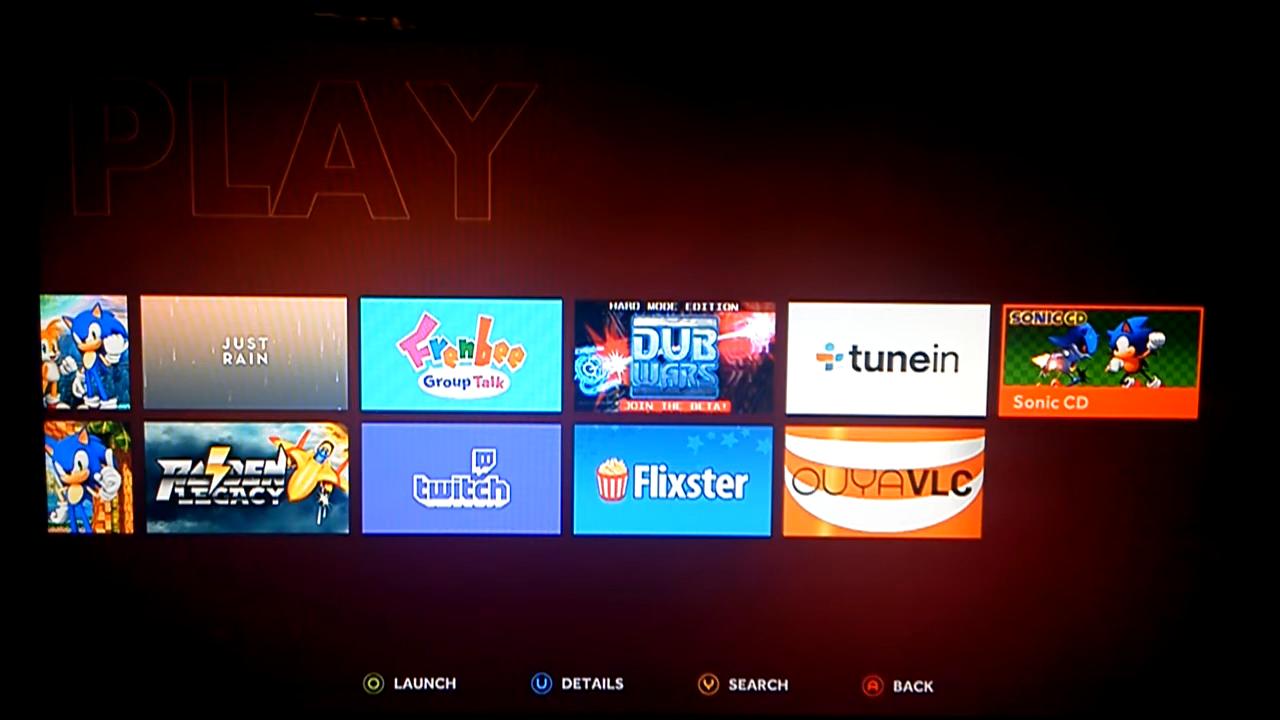 PLAY
JUST
RAIN
Frenbee
Group Talk
HARD MODE EDITION
DUB
WARS
JOIN THE BETA!
tunein
SONIC CD
Sonic CD
RAIDEN
LEGACY
twitch
Flixster
OUYAVLC
O LAUNCH
U DETAILS
Y SEARCH
A BACK